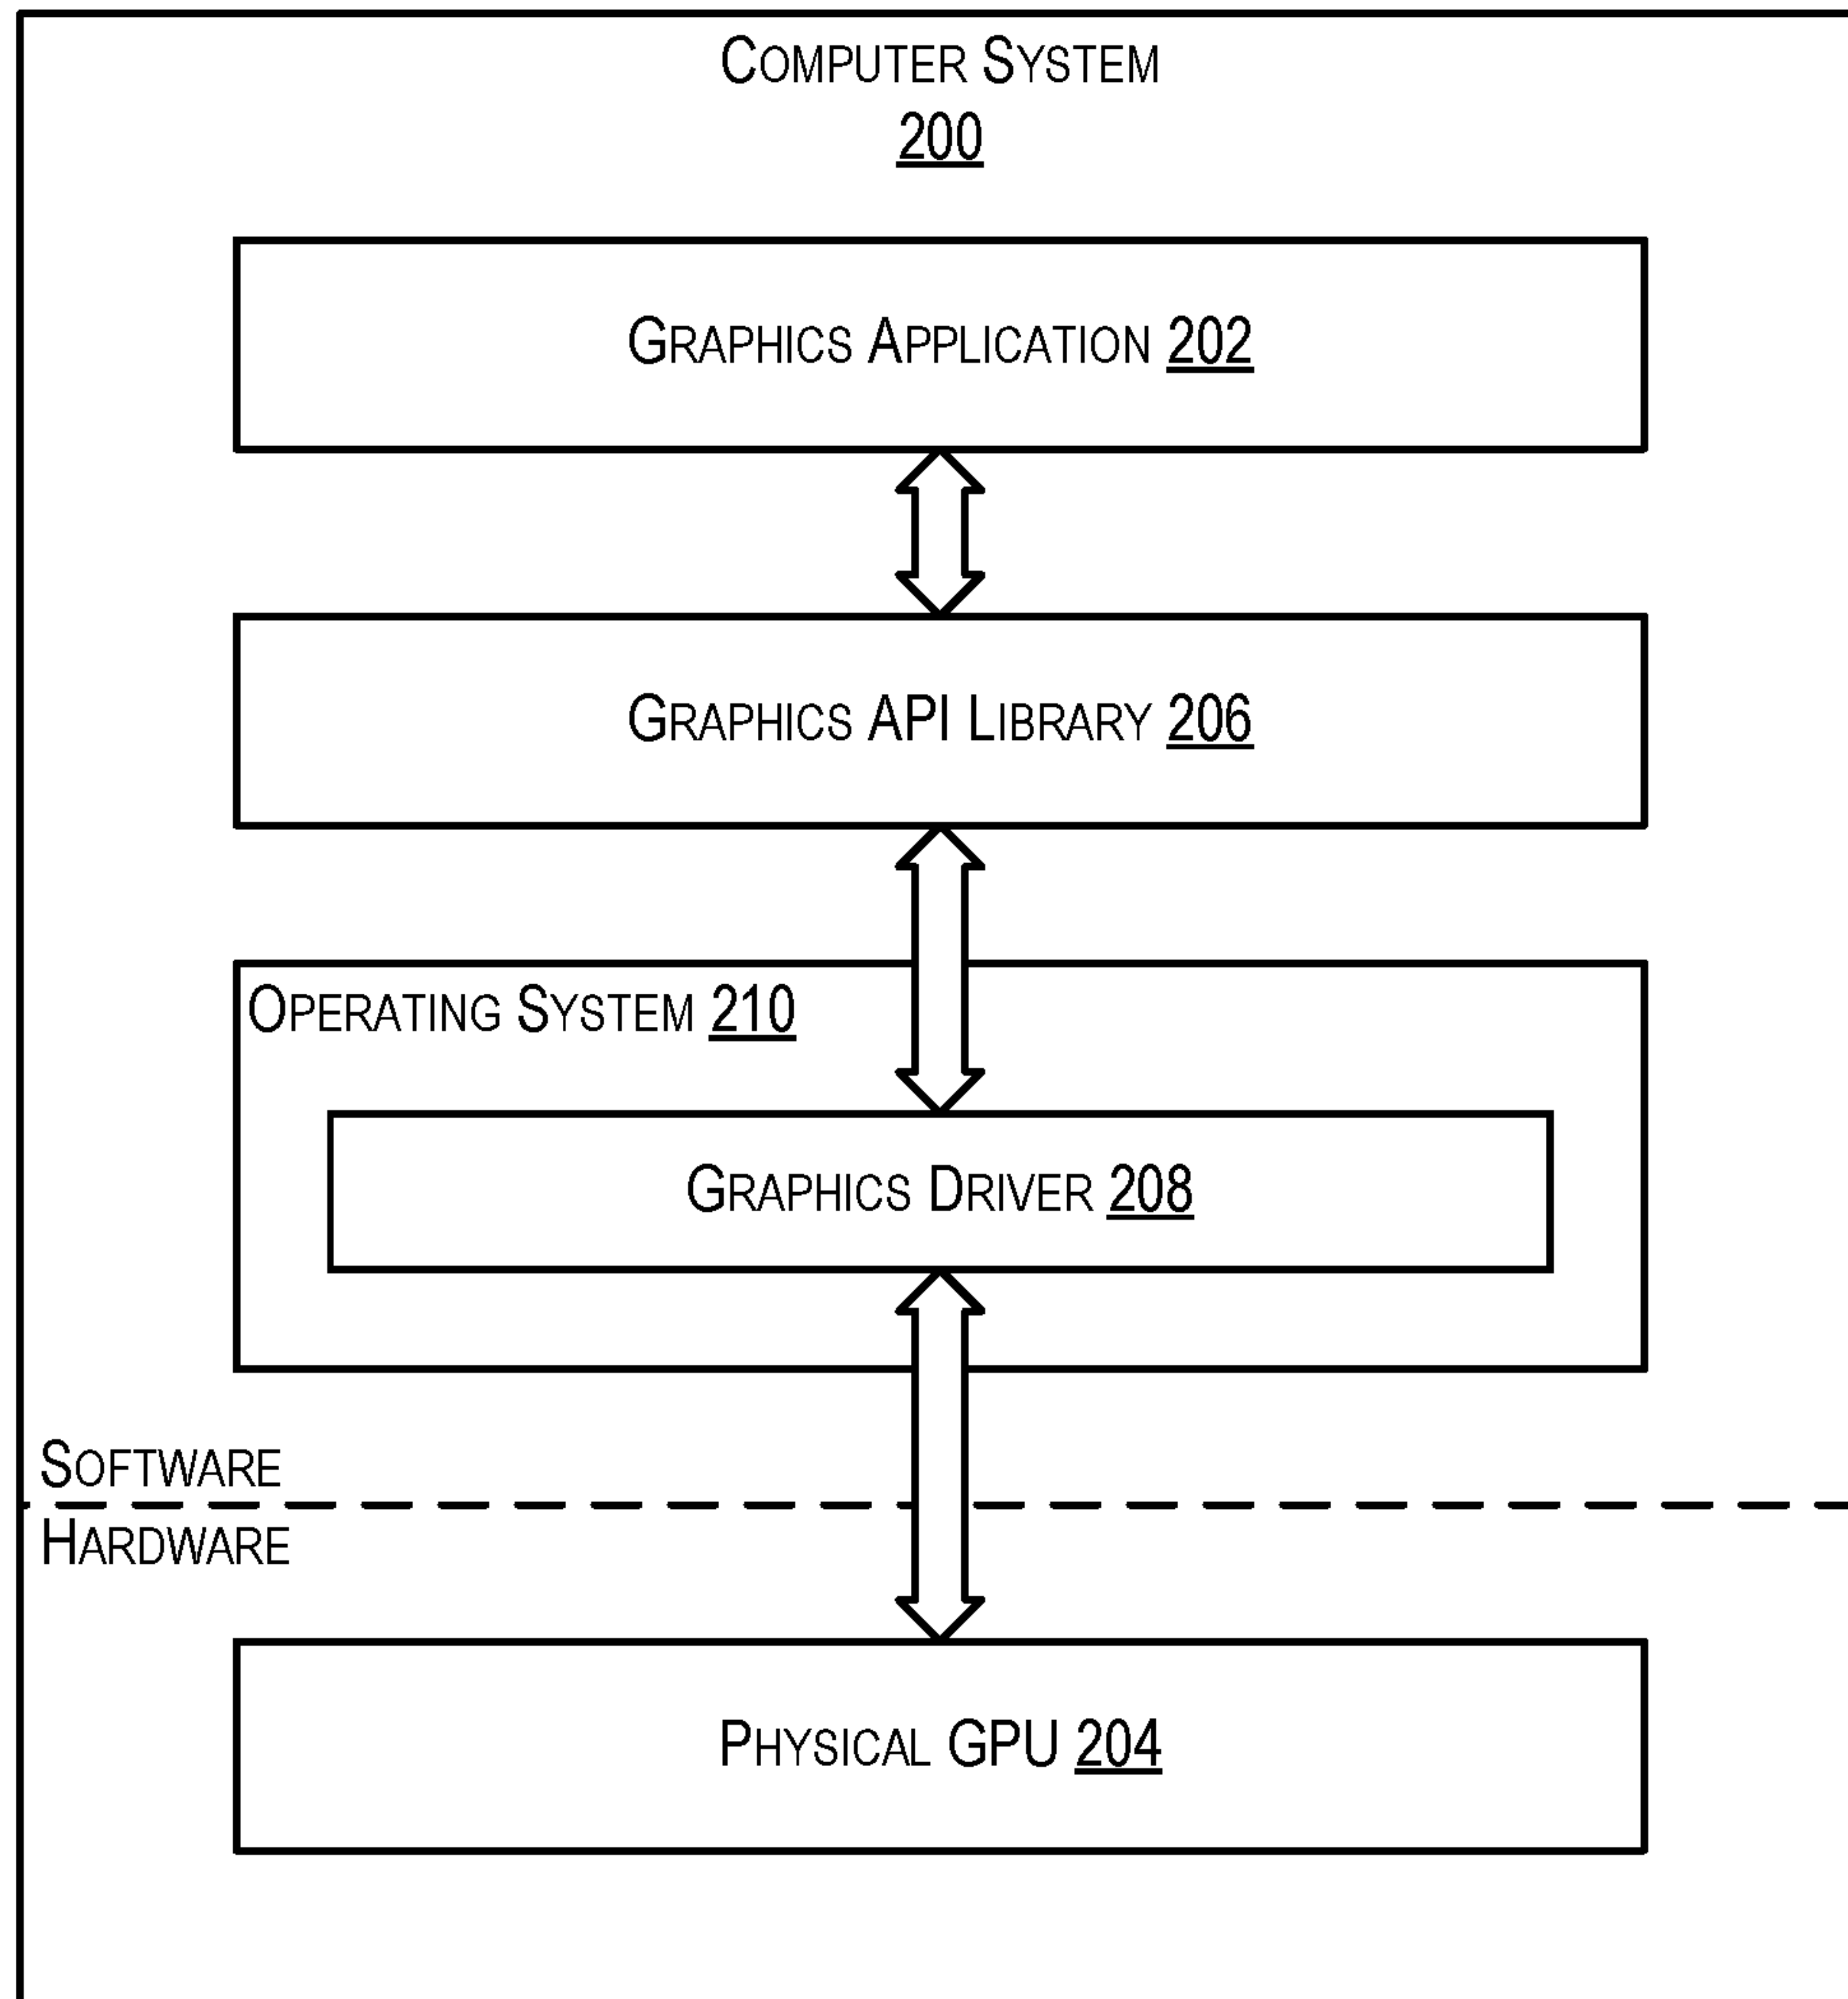 Computer System
200
Graphics Application 202
Graphics API Library 206
Operating System 210
Graphics Driver 208
Software
Hardware
Physical GPU 204